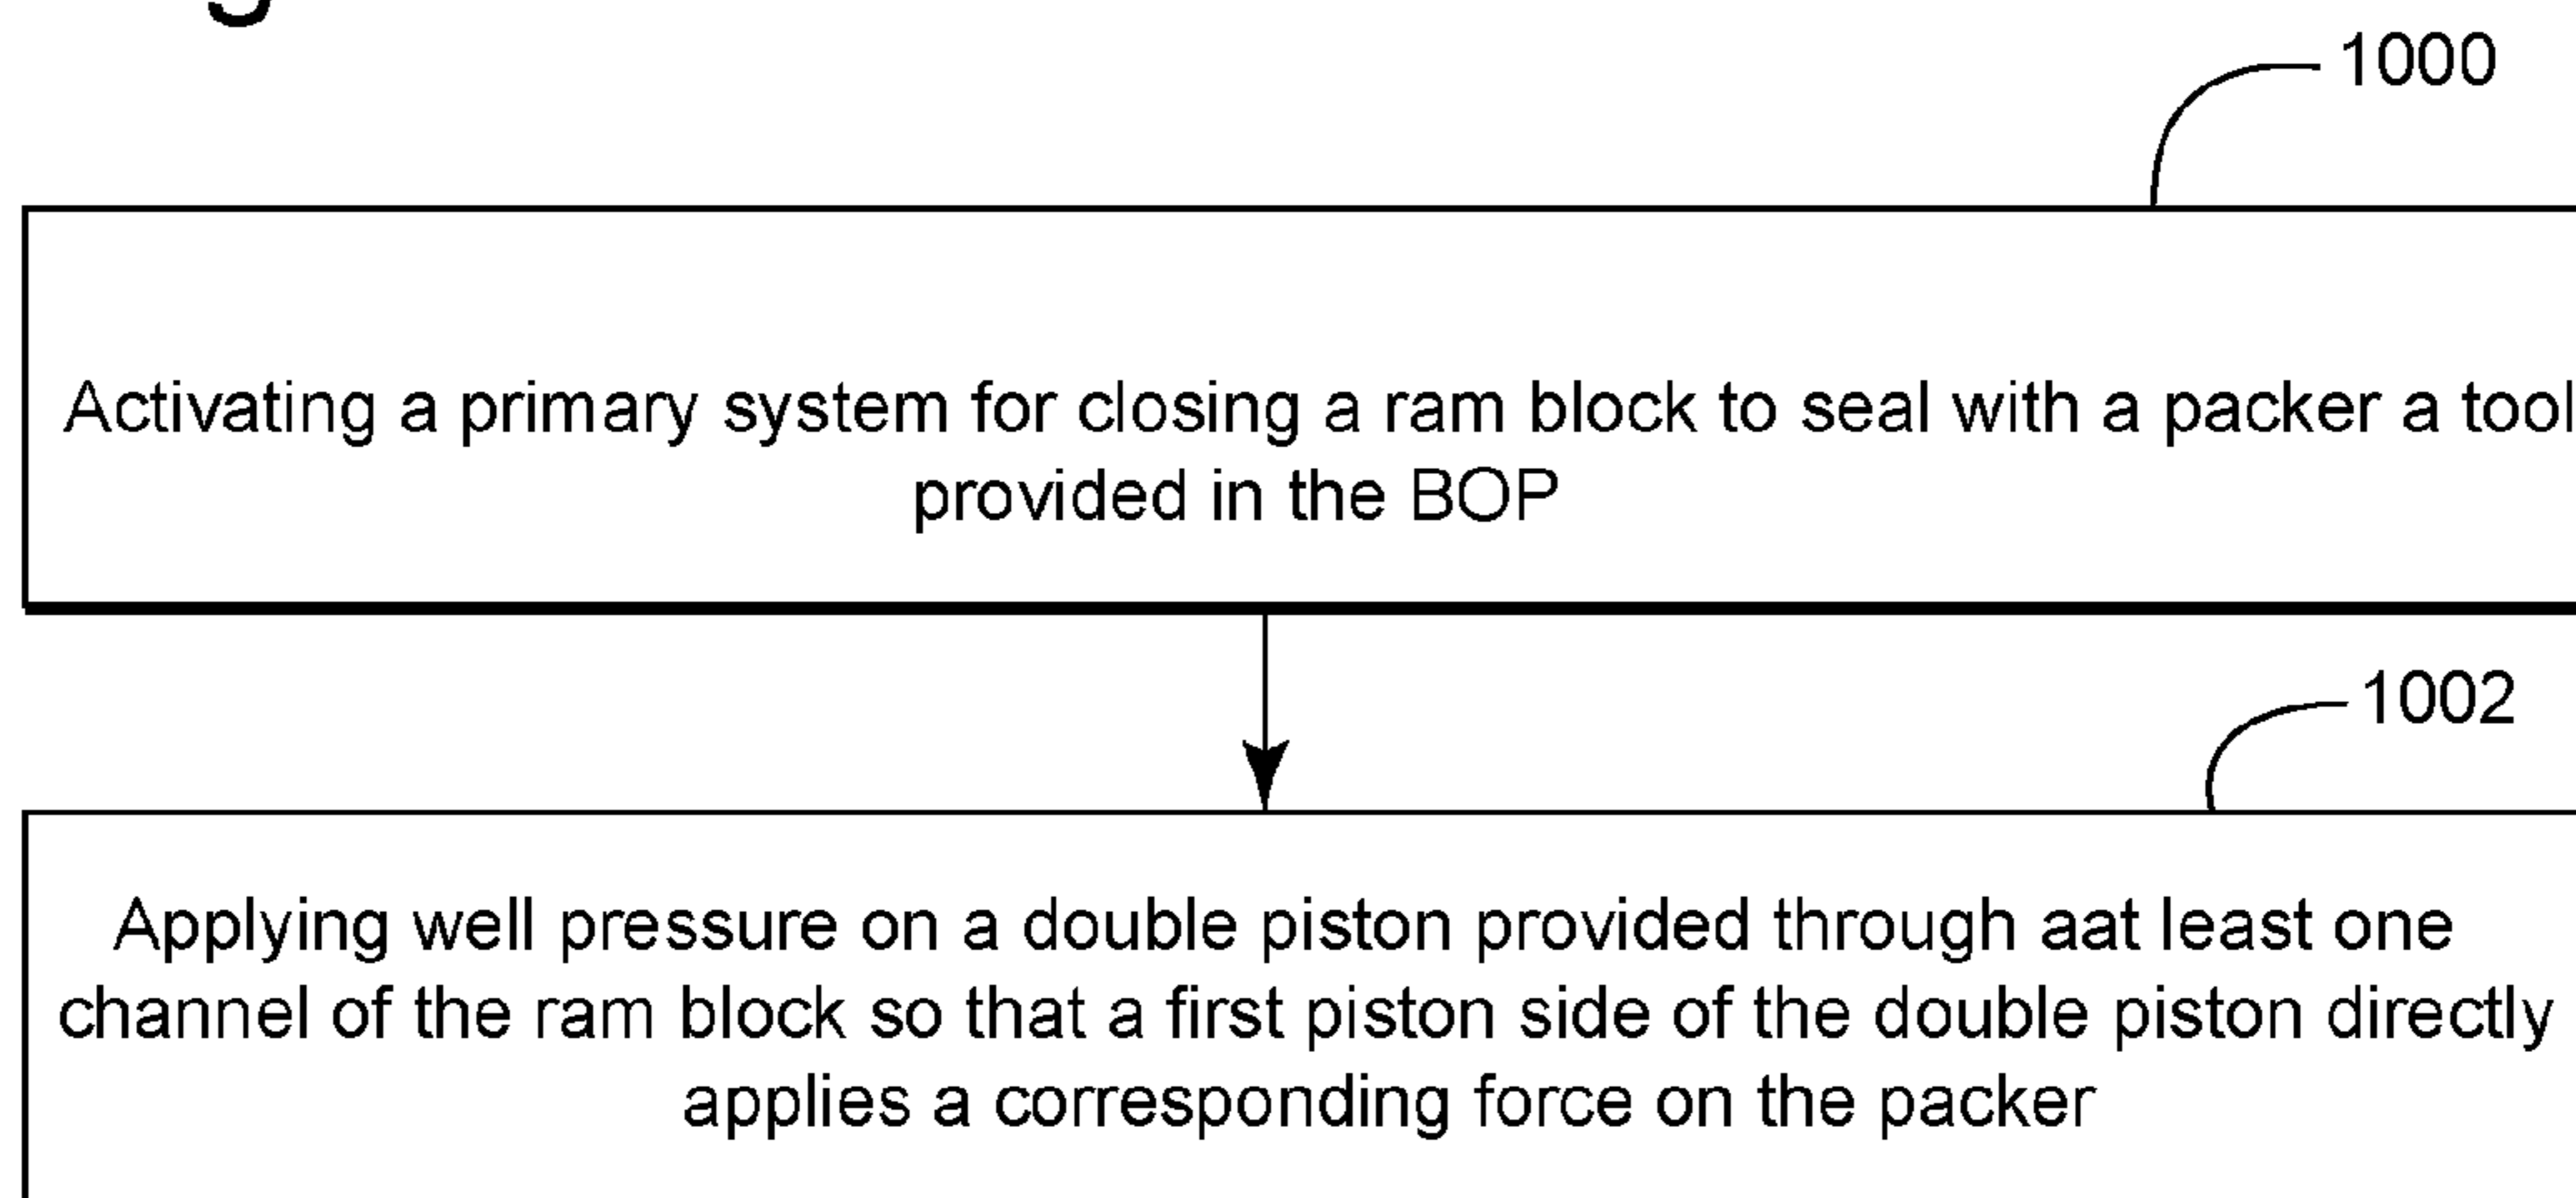 1000
Activating a primary system for closing a ram block to seal with a packer a tool
provided in the BOP
1002
Applying well pressure on a double piston provided through aat least one
channel of the ram block so that a first piston side of the double piston directly
applies a corresponding force on the packer